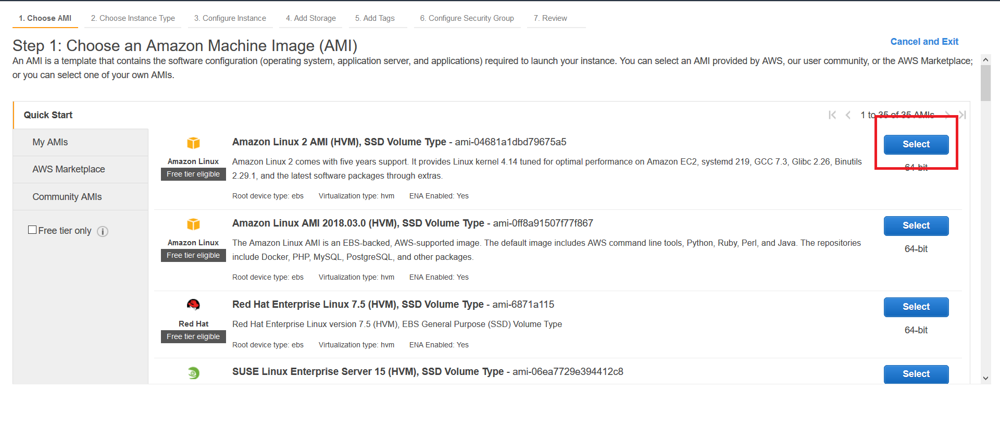 1. Choose AMI 2. Choose Instance Type 3. Configure Instance 4. Add Storage 5. Add Tags 6. Configure Security Group 7. Review
Step 1: Choose an Amazon Machine Image (AMI)
Cancel and Exit
An AMI is a template that contains the software configuration (operating system, application server, and applications) required to launch your instance. You can select an AMI provided by AWS, our user community, or the AWS Marketplace;
or you can select one of your own AMIs.
Quick Start
My AMIs
AWS Marketplace
Community AMIs
Free tier only
1 to 35 of 35 AMIs
Amazon Linux
Free tier eligible
Amazon Linux 2 AMI (HVM), SSD Volume Type - ami-04681a1dbd79675a5
Amazon Linux 2 comes with five years support. It provides Linux kernel 4.14 tuned for optimal performance on Amazon EC2, systemd 219, GCC 7.3, Glibc 2.26, Binutils
2.29.1, and the latest software packages through extras.
Root device type: ebs Virtualization type: hvm ENA Enabled: Yes
Select
64-bit
Amazon Linux
Free tier eligible
Amazon Linux AMI 2018.03.0 (HVM), SSD Volume Type - ami-0ff8a91507f77f867
The Amazon Linux AMI is an EBS-backed, AWS-supported image. The default image includes AWS command line tools, Python, Ruby, Perl, and Java. The repositories
include Docker, PHP, MySQL, PostgreSQL, and other packages.
Root device type: ebs Virtualization type: hvm ENA Enabled: Yes
Select
64-bit
Red Hat
Free tier eligible
Red Hat Enterprise Linux 7.5 (HVM), SSD Volume Type - ami-6871a115
Red Hat Enterprise Linux version 7.5 (HVM), EBS General Purpose (SSD) Volume Type
Root device type: ebs Virtualization type: hvm ENA Enabled: Yes
Select
64-bit
SUSE Linux Enterprise Server 15 (HVM), SSD Volume Type - ami-06ea7729e394412c8
Select